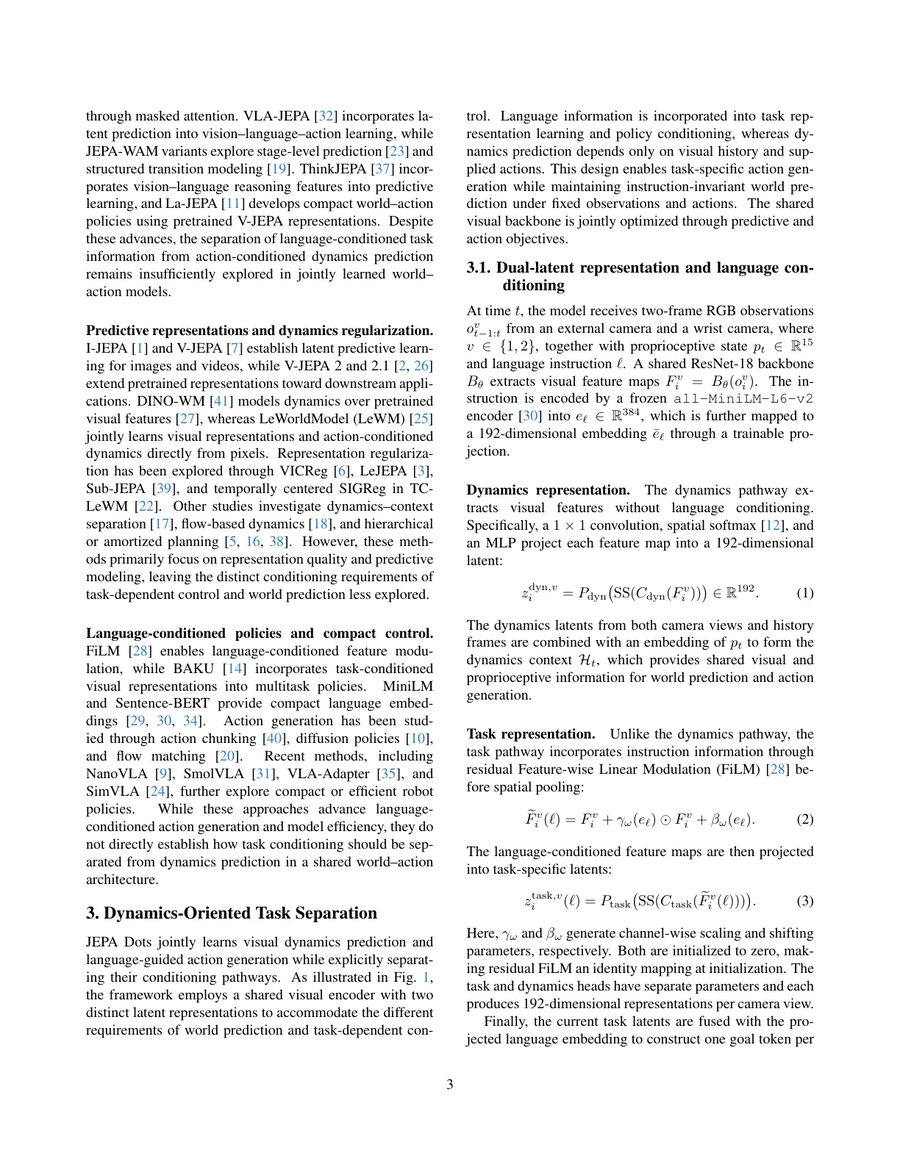 through masked attention. VLA-JEPA [32] incorporates la-
tent prediction into vision–language–action learning, while
JEPA-WAM variants explore stage-level prediction [23] and
structured transition modeling [19]. ThinkJEPA [37] incor-
porates vision–language reasoning features into predictive
learning, and La-JEPA [11] develops compact world–action
policies using pretrained V-JEPA representations. Despite
these advances, the separation of language-conditioned task
information from action-conditioned dynamics prediction
remains insufficiently explored in jointly learned world–
action models.
Predictive representations and dynamics regularization.
I-JEPA [1] and V-JEPA [7] establish latent predictive learn-
ing for images and videos, while V-JEPA 2 and 2.1 [2, 26]
extend pretrained representations toward downstream appli-
cations. DINO-WM [41] models dynamics over pretrained
visual features [27], whereas LeWorldModel (LeWM) [25]
jointly learns visual representations and action-conditioned
dynamics directly from pixels. Representation regulariza-
tion has been explored through VICReg [6], LeJEPA [3],
Sub-JEPA [39], and temporally centered SIGReg in TC-
LeWM [22]. Other studies investigate dynamics–context
separation [17], flow-based dynamics [18], and hierarchical
or amortized planning [5, 16, 38]. However, these meth-
ods primarily focus on representation quality and predictive
modeling, leaving the distinct conditioning requirements of
task-dependent control and world prediction less explored.
Language-conditioned policies and compact control.
FiLM [28] enables language-conditioned feature modu-
lation, while BAKU [14] incorporates task-conditioned
visual representations into multitask policies. MiniLM
and Sentence-BERT provide compact language embed-
dings [29, 30, 34]. Action generation has been stud-
ied through action chunking [40], diffusion policies [10],
and flow matching [20]. Recent methods, including
NanoVLA [9], SmolVLA [31], VLA-Adapter [35], and
SimVLA [24], further explore compact or efficient robot
policies. While these approaches advance language-
conditioned action generation and model efficiency, they do
not directly establish how task conditioning should be sep-
arated from dynamics prediction in a shared world–action
architecture.
3. Dynamics-Oriented Task Separation
JEPA Dots jointly learns visual dynamics prediction and
language-guided action generation while explicitly separat-
ing their conditioning pathways. As illustrated in Fig. 1,
the framework employs a shared visual encoder with two
distinct latent representations to accommodate the different
requirements of world prediction and task-dependent con-
trol. Language information is incorporated into task rep-
resentation learning and policy conditioning, whereas dy-
namics prediction depends only on visual history and sup-
plied actions. This design enables task-specific action gen-
eration while maintaining instruction-invariant world pre-
diction under fixed observations and actions. The shared
visual backbone is jointly optimized through predictive and
action objectives.
3.1. Dual-latent representation and language con-
ditioning
At time t, the model receives two-frame RGB observations
o^v_{t−1:t} from an external camera and a wrist camera, where
v ∈ {1, 2}, together with proprioceptive state p_t ∈ ℝ^15
and language instruction ℓ. A shared ResNet-18 backbone
B_θ extracts visual feature maps F^v_i = B_θ(o^v_i). The in-
struction is encoded by a frozen all-MiniLM-L6-v2
encoder [30] into e_ℓ ∈ ℝ^384, which is further mapped to
a 192-dimensional embedding ē_ℓ through a trainable pro-
jection.
Dynamics representation. The dynamics pathway ex-
tracts visual features without language conditioning.
Specifically, a 1 × 1 convolution, spatial softmax [12], and
an MLP project each feature map into a 192-dimensional
latent:
z^{dyn,v}_i = P_dyn(SS(C_dyn(F^v_i))) ∈ ℝ^192. (1)
The dynamics latents from both camera views and history
frames are combined with an embedding of p_t to form the
dynamics context ℋ_t, which provides shared visual and
proprioceptive information for world prediction and action
generation.
Task representation. Unlike the dynamics pathway, the
task pathway incorporates instruction information through
residual Feature-wise Linear Modulation (FiLM) [28] be-
fore spatial pooling:
F̃^v_i(ℓ) = F^v_i + γ_ω(e_ℓ) ⊙ F^v_i + β_ω(e_ℓ). (2)
The language-conditioned feature maps are then projected
into task-specific latents:
z^{task,v}_i(ℓ) = P_task(SS(C_task(F̃^v_i(ℓ)))). (3)
Here, γ_ω and β_ω generate channel-wise scaling and shifting
parameters, respectively. Both are initialized to zero, mak-
ing residual FiLM an identity mapping at initialization. The
task and dynamics heads have separate parameters and each
produces 192-dimensional representations per camera view.
Finally, the current task latents are fused with the pro-
jected language embedding to construct one goal token per
3